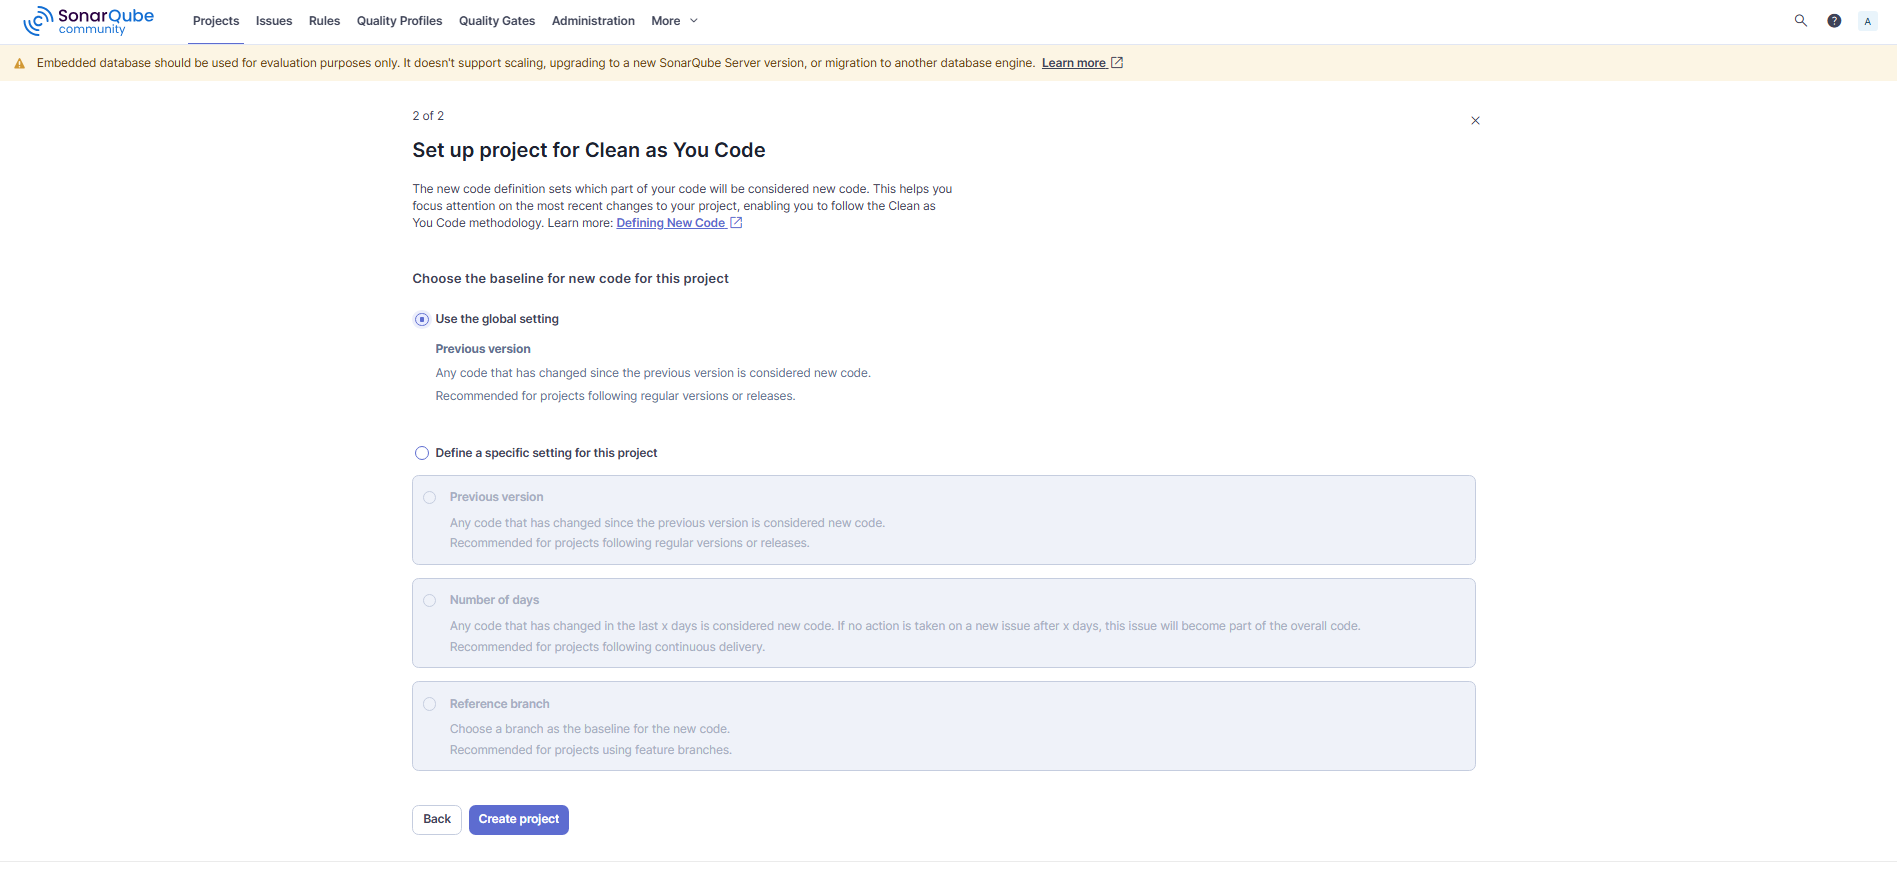 SonarQube community
Projects Issues Rules Quality Profiles Quality Gates Administration More A
Embedded database should be used for evaluation purposes only. It doesn't support scaling, upgrading to a new SonarQube Server version, or migration to another database engine. Learn more
2 of 2
Set up project for Clean as You Code
The new code definition sets which part of your code will be considered new code. This helps you
focus attention on the most recent changes to your project, enabling you to follow the Clean as
You Code methodology. Learn more: Defining New Code
Choose the baseline for new code for this project
Use the global setting
Previous version
Any code that has changed since the previous version is considered new code.
Recommended for projects following regular versions or releases.
Define a specific setting for this project
Previous version
Any code that has changed since the previous version is considered new code.
Recommended for projects following regular versions or releases.
Number of days
Any code that has changed in the last x days is considered new code. If no action is taken on a new issue after x days, this issue will become part of the overall code.
Recommended for projects following continuous delivery.
Reference branch
Choose a branch as the baseline for the new code.
Recommended for projects using feature branches.
Back Create project